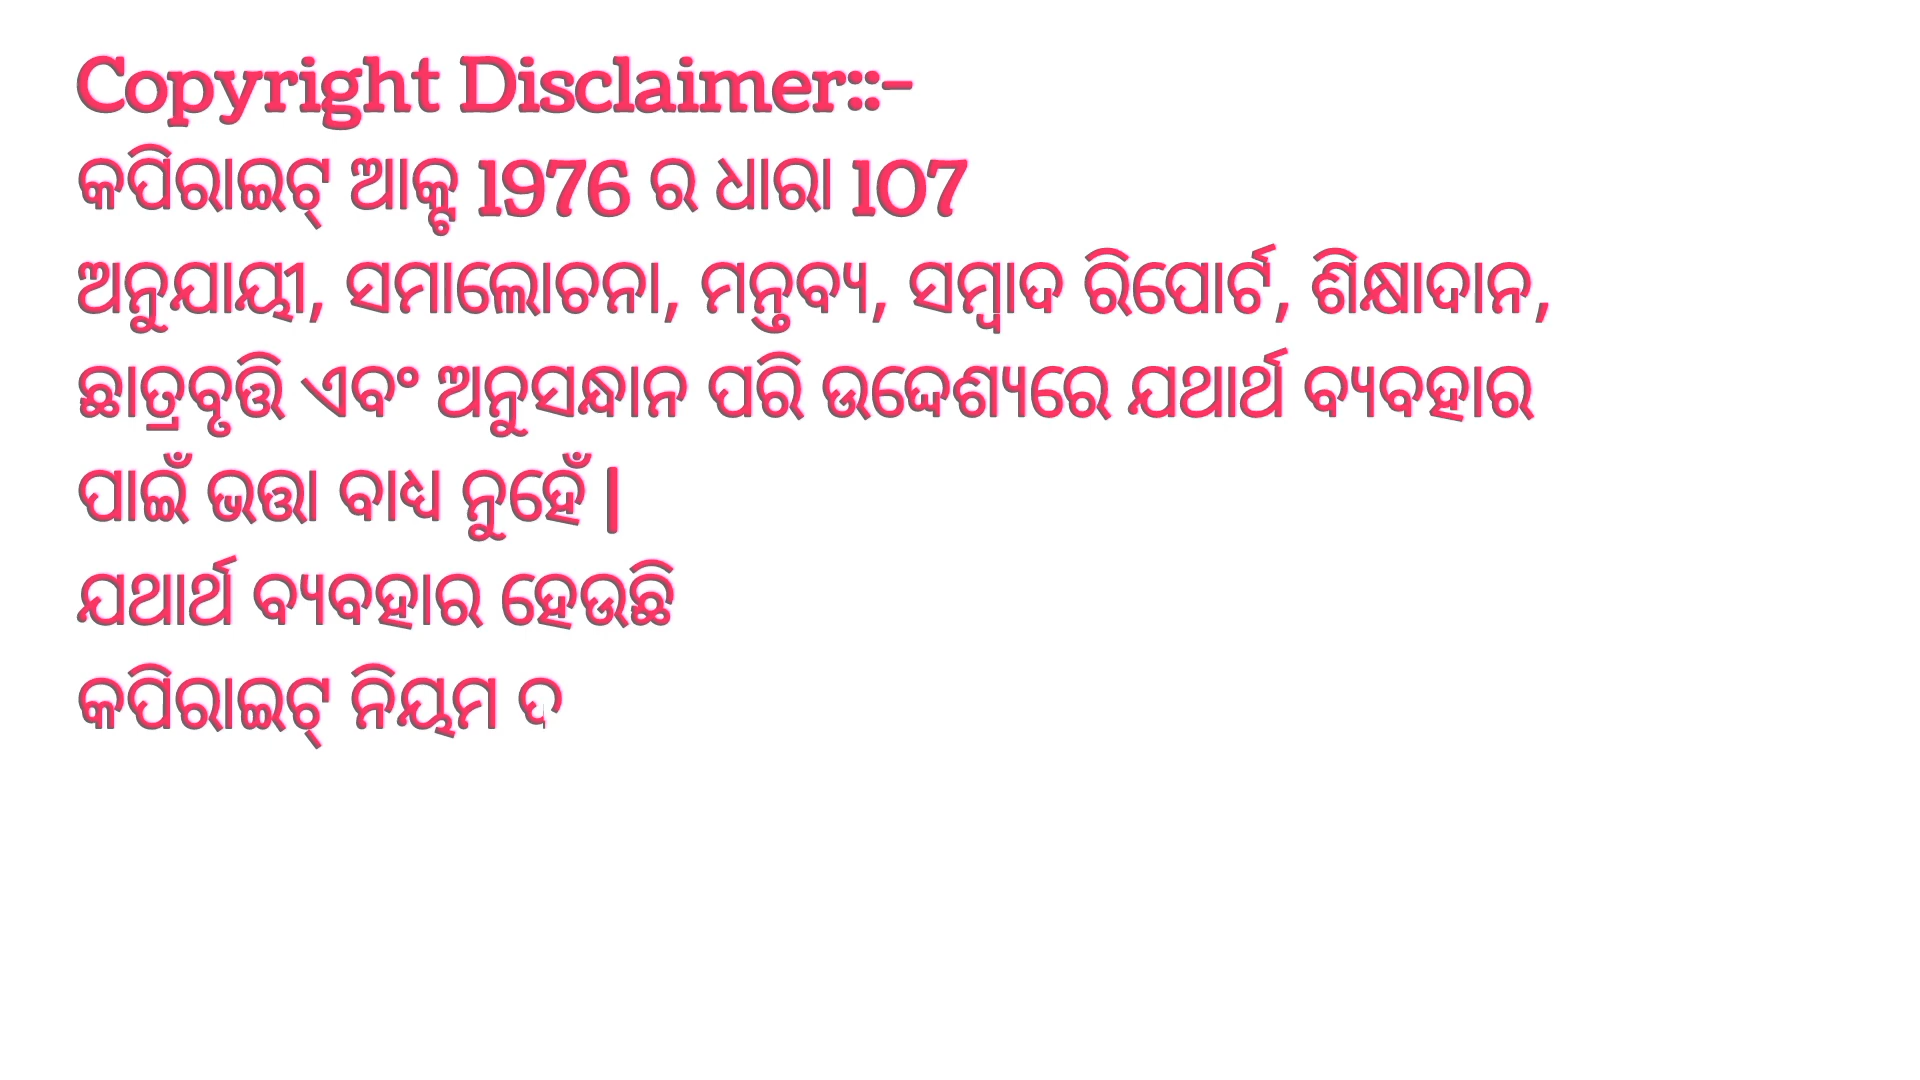 Copyright Disclaimer::-
କପିରାଇଟ୍ ଆକ୍ଟ 1976 ର ଧାରା 107
ଅନୁଯାୟୀ, ସମାଲୋଚନା, ମନ୍ତବ୍ୟ, ସମ୍ବାଦ ରିପୋର୍ଟ, ଶିକ୍ଷାଦାନ,
ଛାତ୍ରବୃତ୍ତି ଏବଂ ଅନୁସନ୍ଧାନ ପରି ଉଦ୍ଦେଶ୍ୟରେ ଯଥାର୍ଥ ବ୍ୟବହାର
ପାଇଁ ଭତ୍ତା ବାଧ୍ୟ ନୁହେଁ |
ଯଥାର୍ଥ ବ୍ୟବହାର ହେଉଛି
କପିରାଇଟ୍ ନିୟମ